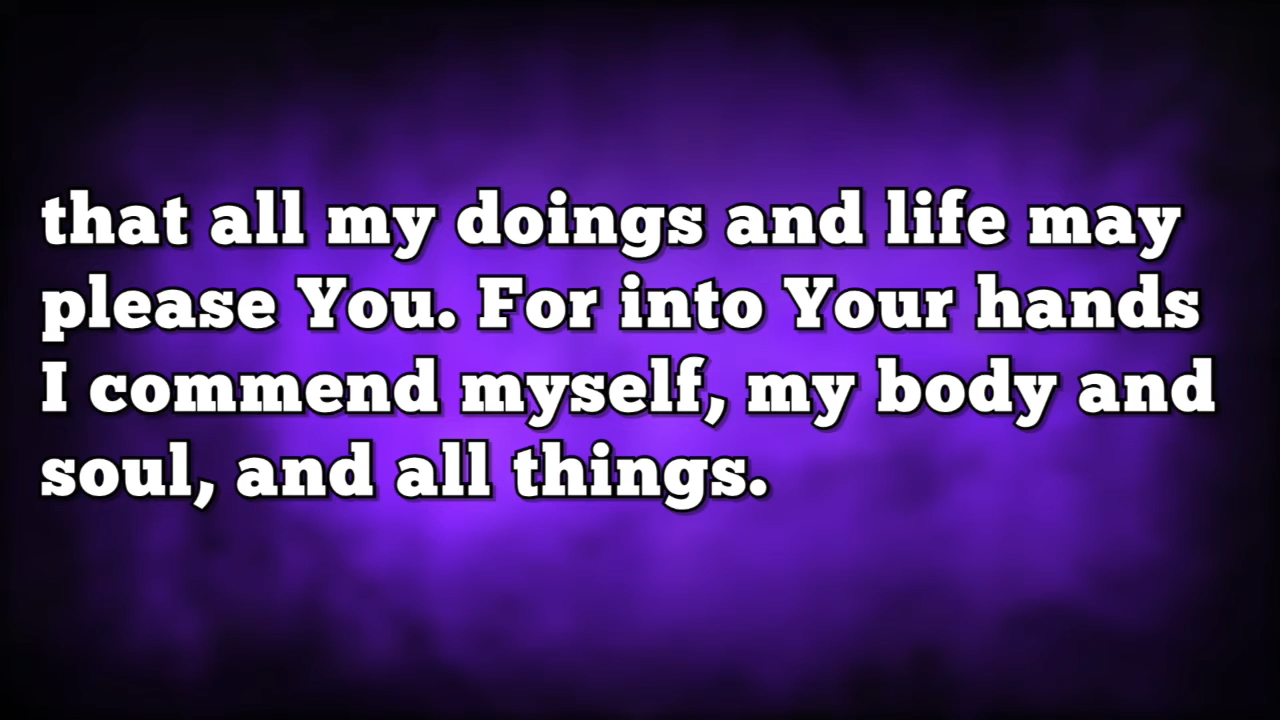 that all my doings and life may
please You. For into Your hands
I commend myself, my body and
soul, and all things.